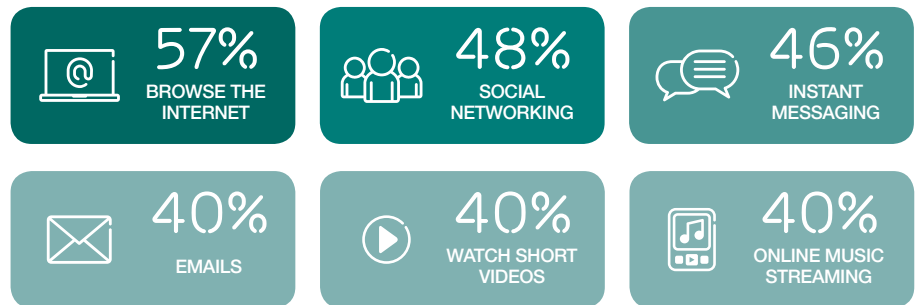 57%
BROWSE THE
INTERNET
48%
SOCIAL
NETWORKING
46%
INSTANT
MESSAGING
@
40%
EMAILS
40%
WATCH SHORT
VIDEOS
40%
ONLINE MUSIC
STREAMING